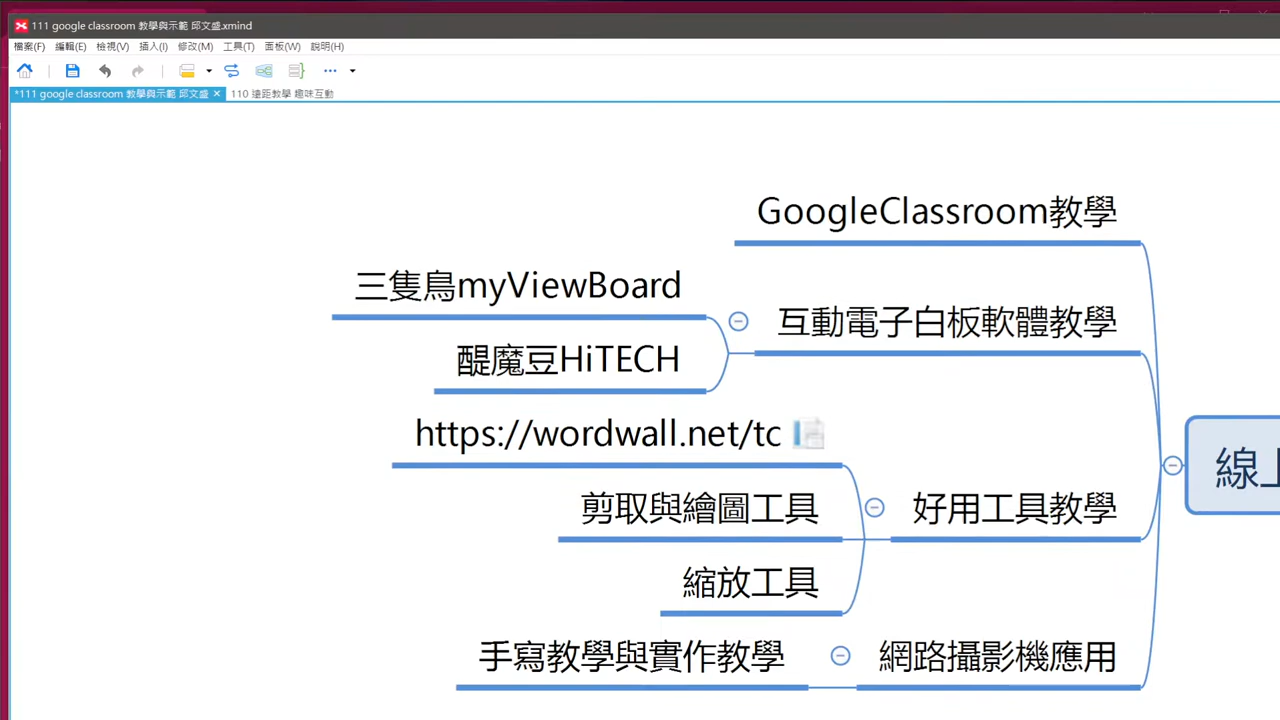 111 google classroom 教學與示範 邱文盛.xmind
檔案(F) 編輯(E) 檢視(V) 插入(I) 修改(M) 工具(T) 面板(W) 說明(H)
*111 google classroom 教學與示範 邱文盛 × 110 遠距教學 趣味互動
GoogleClassroom教學
三隻鳥myViewBoard
互動電子白板軟體教學
醍魔豆HiTECH
https://wordwall.net/tc
剪取與繪圖工具
好用工具教學
縮放工具
手寫教學與實作教學
網路攝影機應用
線上